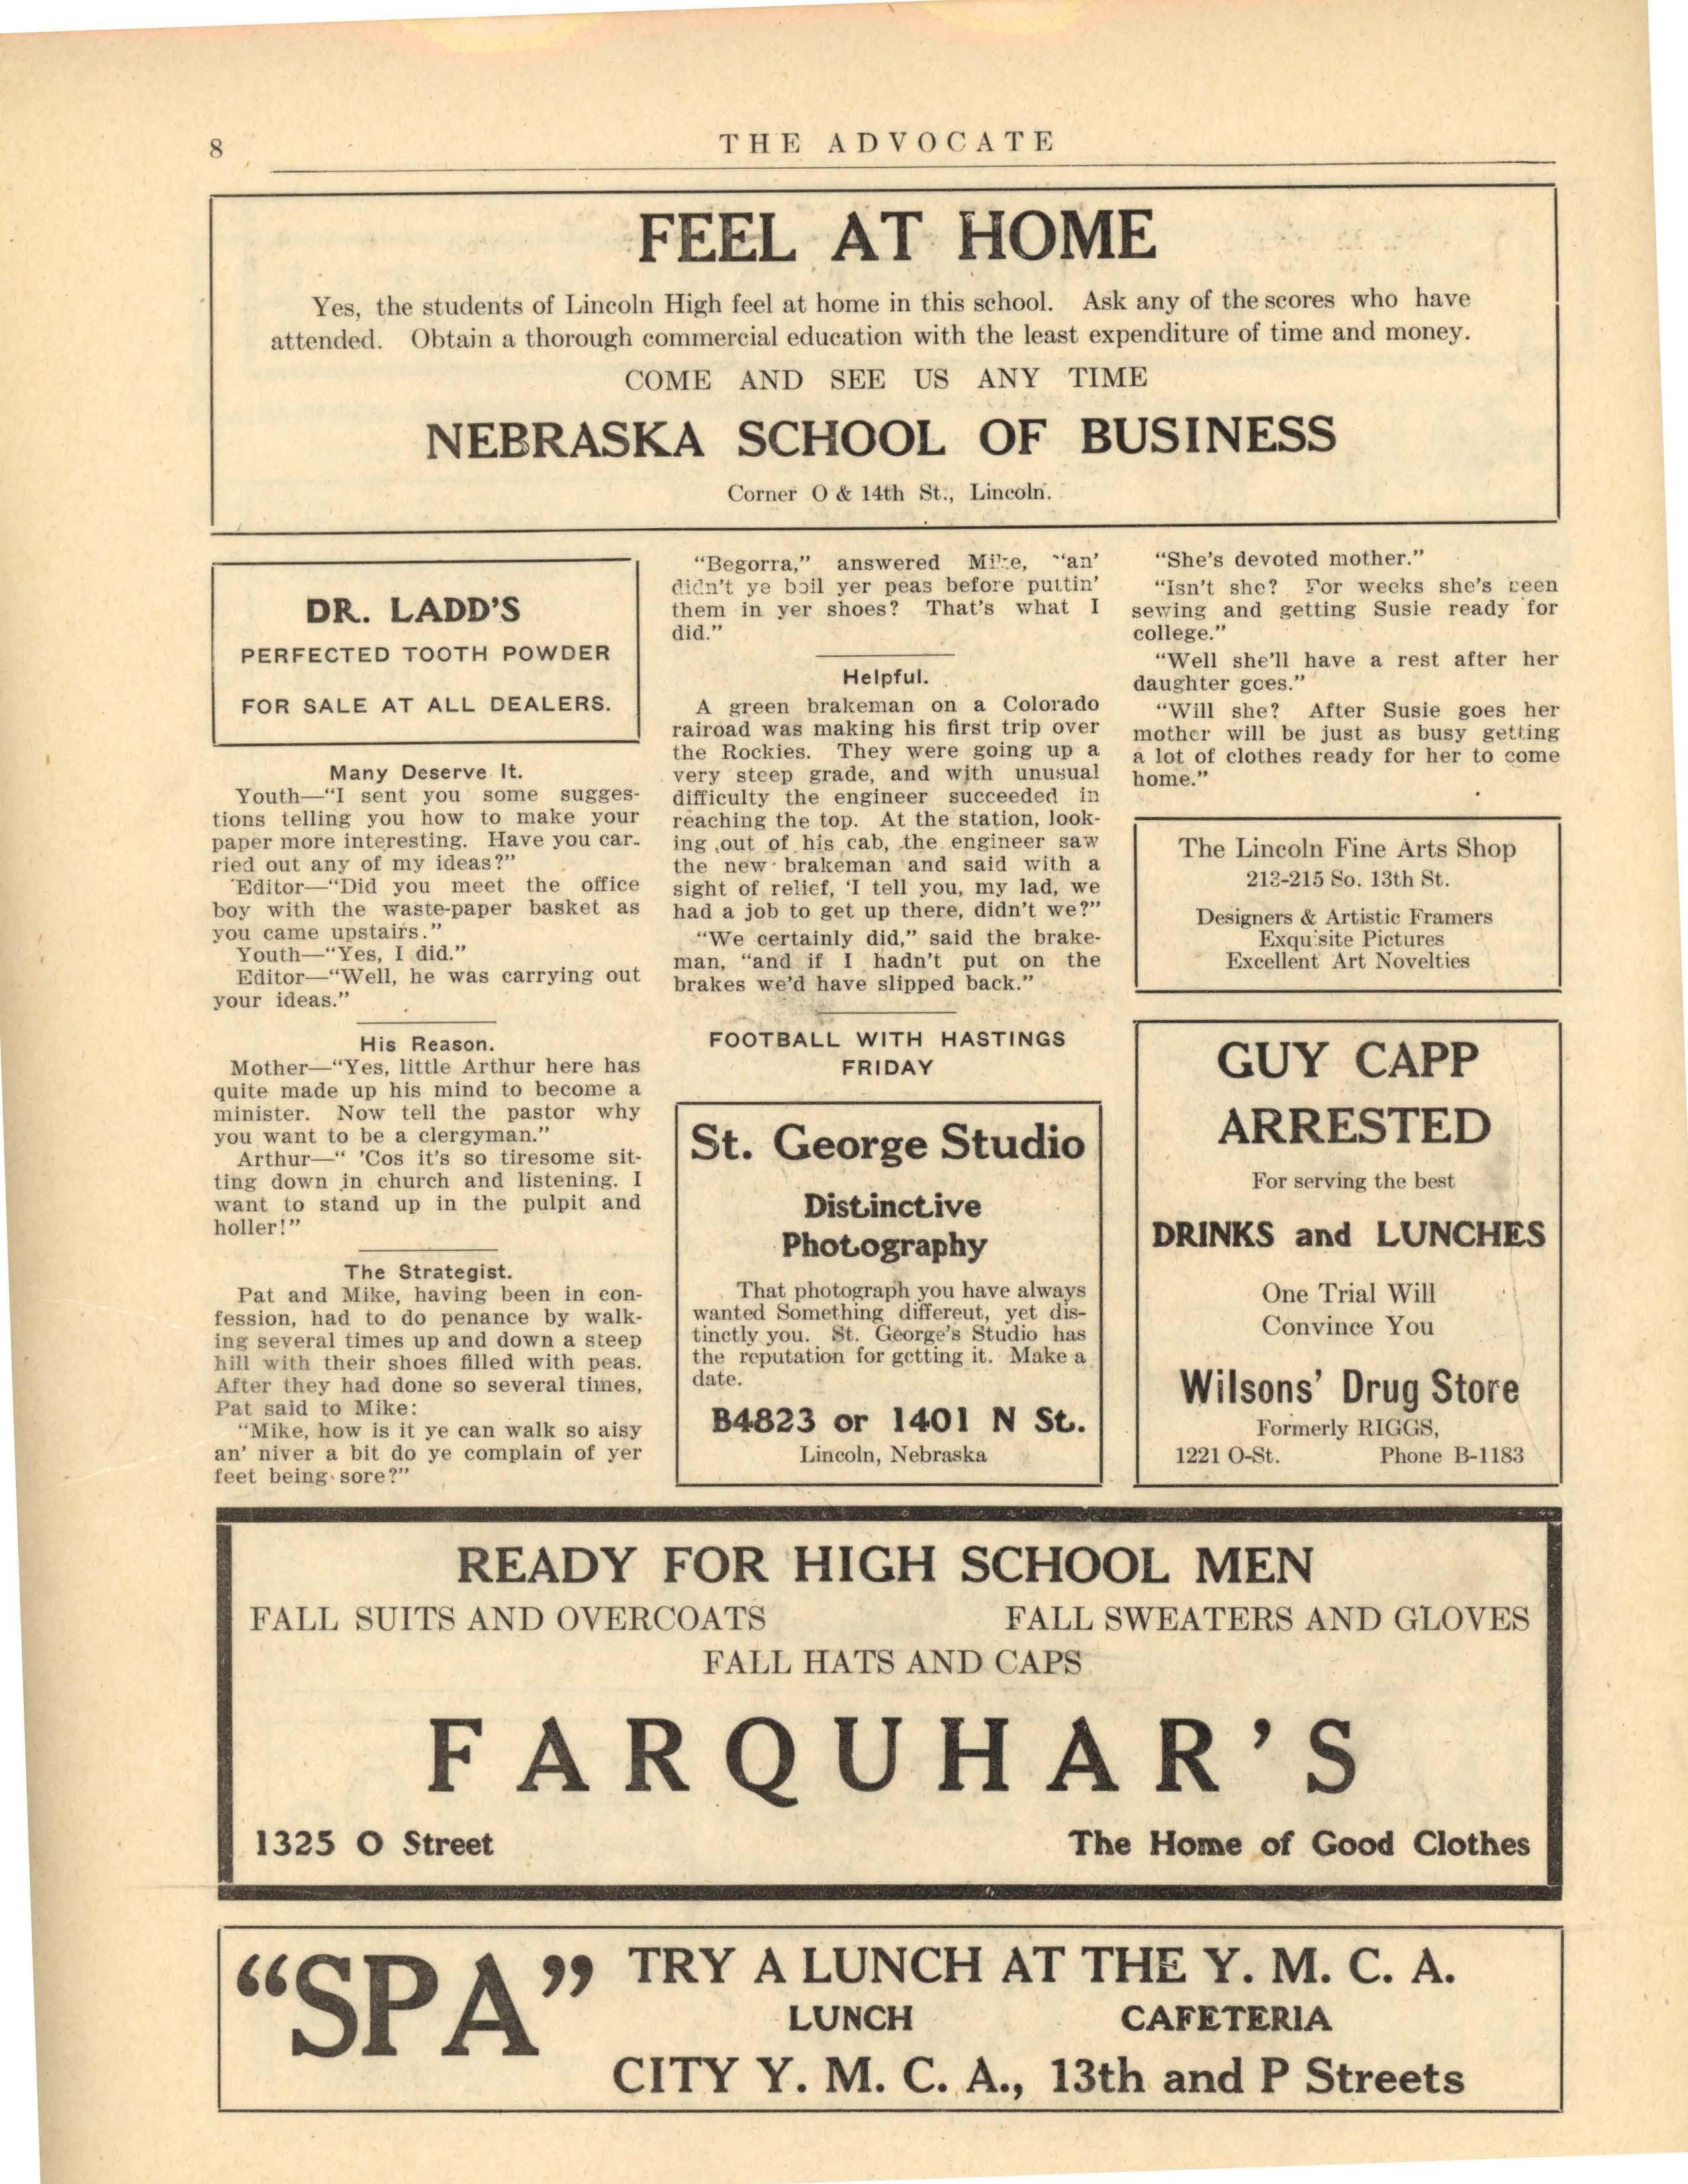 8
THE ADVOCATE
FEEL AT HOME
Yes, the students of Lincoln High feel at home in this school. Ask any of the scores who have
attended. Obtain a thorough commercial education with the least expenditure of time and money.
COME AND SEE US ANY TIME
NEBRASKA SCHOOL OF BUSINESS
Corner O & 14th St., Lincoln.
DR. LADD'S
PERFECTED TOOTH POWDER
FOR SALE AT ALL DEALERS.
Many Deserve It.
Youth—"I sent you some sugges-
tions telling you how to make your
paper more interesting. Have you car-
ried out any of my ideas?"
Editor—"Did you meet the office
boy with the waste-paper basket as
you came upstairs."
Youth—"Yes, I did."
Editor—"Well, he was carrying out
your ideas."
His Reason.
Mother—"Yes, little Arthur here has
quite made up his mind to become a
minister. Now tell the pastor why
you want to be a clergyman."
Arthur—" 'Cos it's so tiresome sit-
ting down in church and listening. I
want to stand up in the pulpit and
holler!"
The Strategist.
Pat and Mike, having been in con-
fession, had to do penance by walk-
ing several times up and down a steep
hill with their shoes filled with peas.
After they had done so several times,
Pat said to Mike:
"Mike, how is it ye can walk so aisy
an' niver a bit do ye complain of yer
feet being sore?"
"Begorra," answered Mike, "an'
didn't ye boil yer peas before puttin'
them in yer shoes? That's what I
did."
Helpful.
A green brakeman on a Colorado
rairoad was making his first trip over
the Rockies. They were going up a
very steep grade, and with unusual
difficulty the engineer succeeded in
reaching the top. At the station, look-
ing out of his cab, the engineer saw
the new brakeman and said with a
sight of relief, 'I tell you, my lad, we
had a job to get up there, didn't we?"
"We certainly did," said the brake-
man, "and if I hadn't put on the
brakes we'd have slipped back."
FOOTBALL WITH HASTINGS
FRIDAY
St. George Studio
Distinctive
Photography
That photograph you have always
wanted Something differeut, yet dis-
tinctly you. St. George's Studio has
the reputation for getting it. Make a
date.
B4823 or 1401 N St.
Lincoln, Nebraska
"She's devoted mother."
"Isn't she? For weeks she's been
sewing and getting Susie ready for
college."
"Well she'll have a rest after her
daughter goes."
"Will she? After Susie goes her
mother will be just as busy getting
a lot of clothes ready for her to come
home."
The Lincoln Fine Arts Shop
213-215 So. 13th St.
Designers & Artistic Framers
Exquisite Pictures
Excellent Art Novelties
GUY CAPP
ARRESTED
For serving the best
DRINKS and LUNCHES
One Trial Will
Convince You
Wilsons' Drug Store
Formerly RIGGS,
1221 O-St. Phone B-1183
READY FOR HIGH SCHOOL MEN
FALL SUITS AND OVERCOATS FALL SWEATERS AND GLOVES
FALL HATS AND CAPS
FARQUHAR'S
1325 O Street The Home of Good Clothes
"SPA" TRY A LUNCH AT THE Y. M. C. A.
LUNCH CAFETERIA
CITY Y. M. C. A., 13th and P Streets